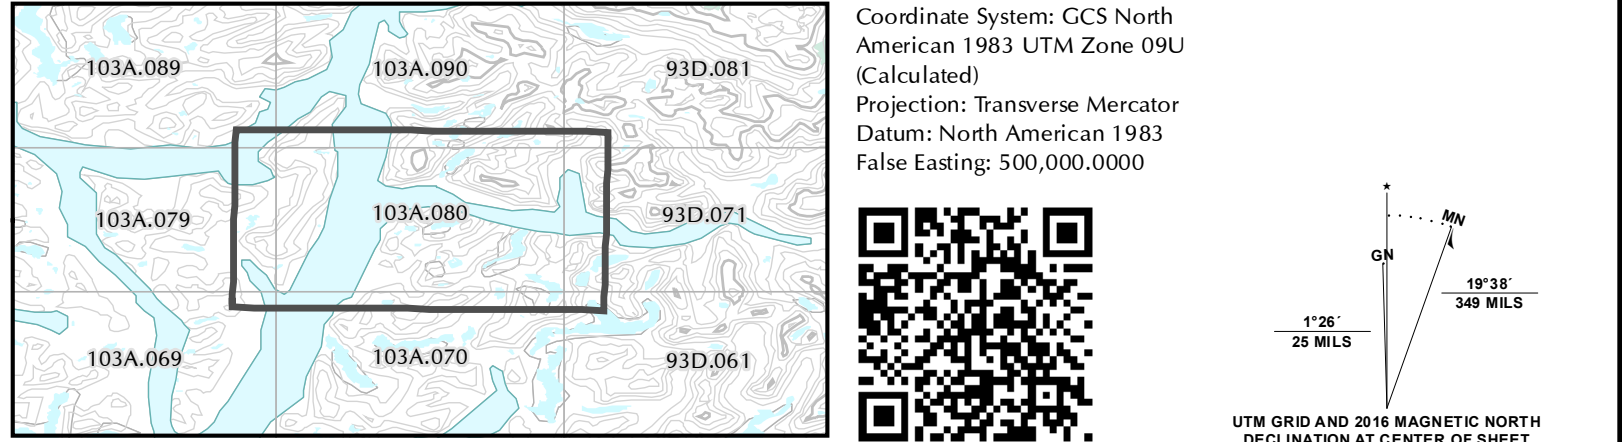 103A.089
103A.090
93D.081
103A.079
103A.080
93D.071
103A.069
103A.070
93D.061
Coordinate System: GCS North
American 1983 UTM Zone 09U
(Calculated)
Projection: Transverse Mercator
Datum: North American 1983
False Easting: 500,000.0000
MN
GN
19°38´
349 MILS
1°26´
25 MILS
UTM GRID AND 2016 MAGNETIC NORTH
DECLINATION AT CENTER OF SHEET